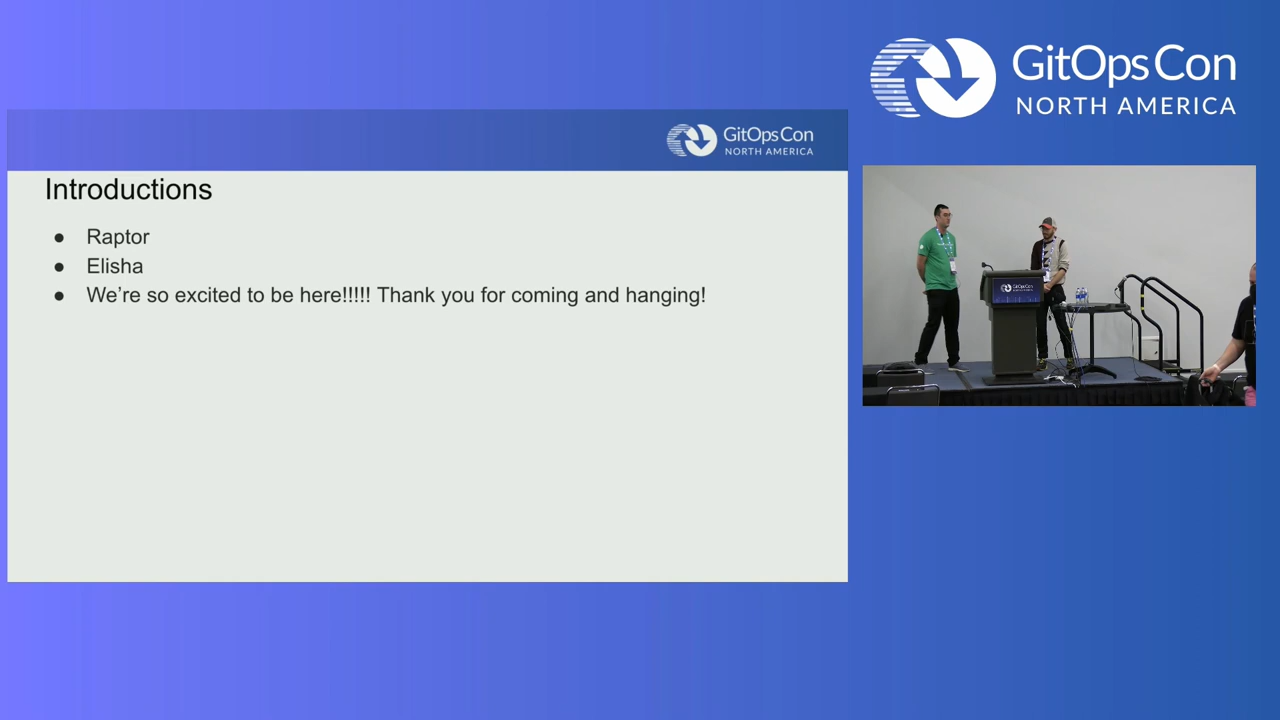 GitOpsCon
NORTH AMERICA
GitOpsCon
NORTH AMERICA
Introductions
● Raptor
● Elisha
● We’re so excited to be here!!!!! Thank you for coming and hanging!
GitOpsCon